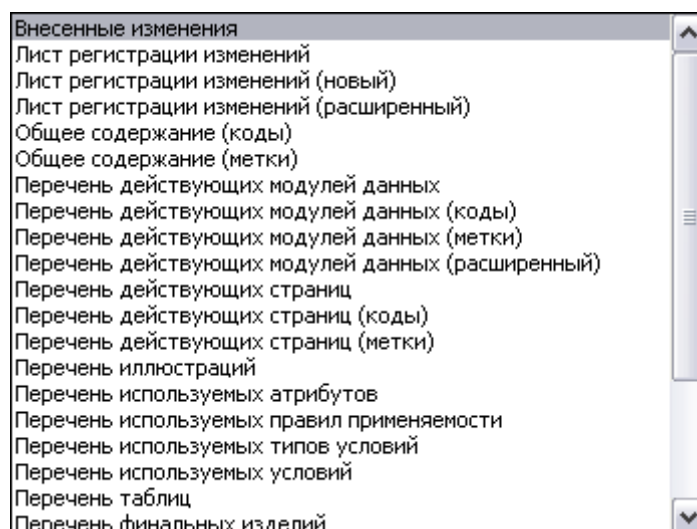 Внесенные изменения
Лист регистрации изменений
Лист регистрации изменений (новый)
Лист регистрации изменений (расширенный)
Общее содержание (коды)
Общее содержание (метки)
Перечень действующих модулей данных
Перечень действующих модулей данных (коды)
Перечень действующих модулей данных (метки)
Перечень действующих модулей данных (расширенный)
Перечень действующих страниц
Перечень действующих страниц (коды)
Перечень действующих страниц (метки)
Перечень иллюстраций
Перечень используемых атрибутов
Перечень используемых правил применяемости
Перечень используемых типов условий
Перечень используемых условий
Перечень таблиц
Перечень финальных изделий